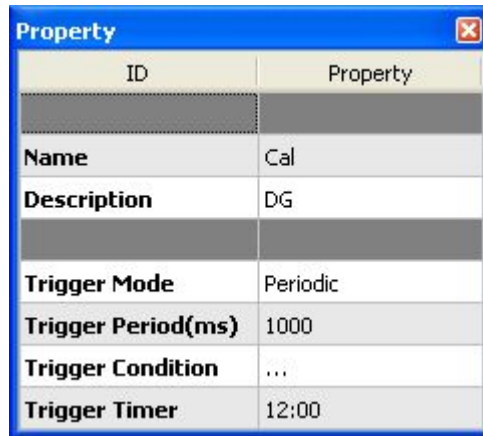 Property
ID Property
Name Cal
Description DG
Trigger Mode Periodic
Trigger Period(ms) 1000
Trigger Condition ...
Trigger Timer 12:00